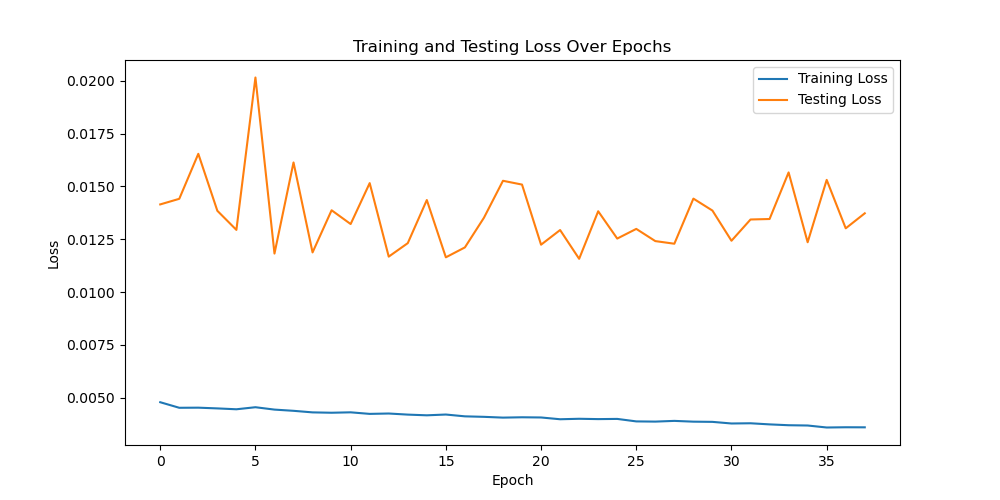 Training and Testing Loss Over Epochs
Training Loss
Testing Loss
0.0200
0.0175
0.0150
0.0125
0.0100
0.0075
0.0050
Loss
0 5 10 15 20 25 30 35
Epoch